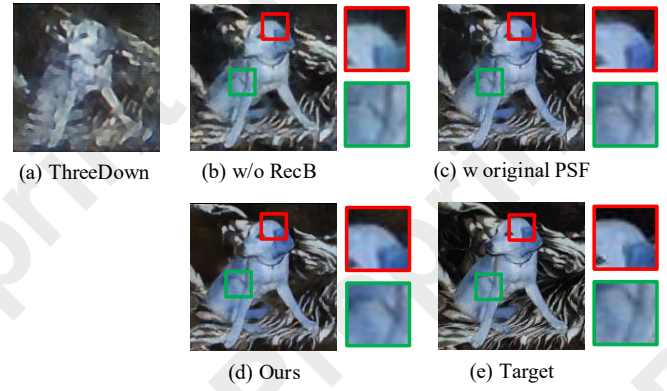 (a) ThreeDown
(b) w/o RecB
(c) w original PSF
(d) Ours
(e) Target